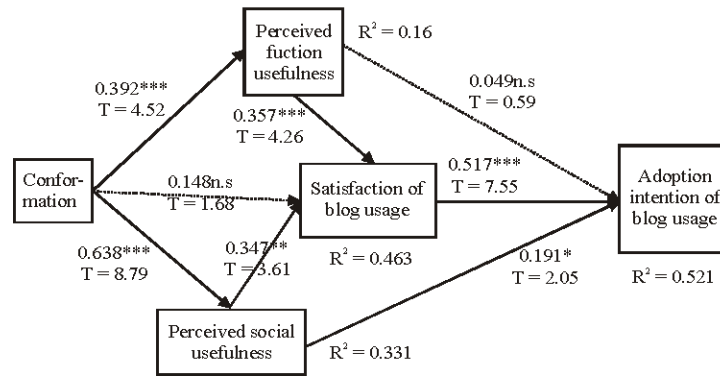 Perceived
fuction
usefulness
R² = 0.16
0.392***
T = 4.52
0.049n.s
T = 0.59
0.357***
T = 4.26
Confor-
mation
0.148n.s
T = 1.68
Satisfaction of
blog usage
0.517***
T = 7.55
Adoption
intention of
blog usage
0.638***
T = 8.79
0.347**
T = 3.61
R² = 0.463
0.191*
T = 2.05
R² = 0.521
Perceived social
usefulness
R² = 0.331